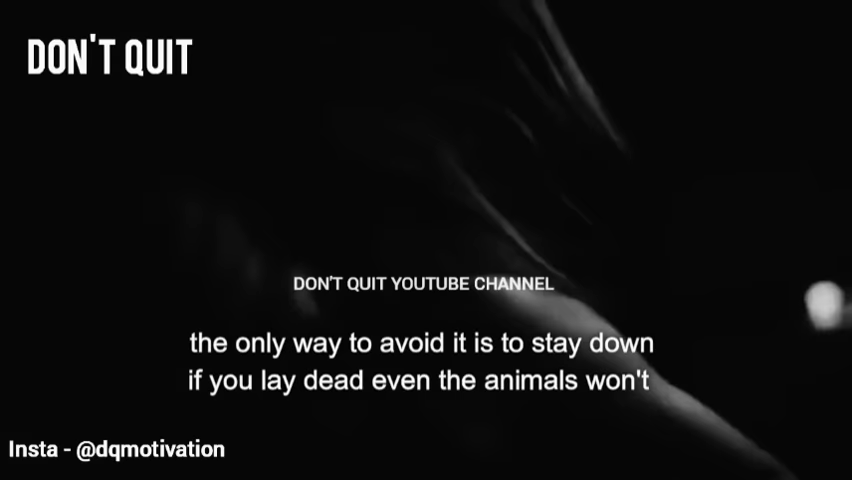 DON'T QUIT
DON'T QUIT YOUTUBE CHANNEL
the only way to avoid it is to stay down
if you lay dead even the animals won't
Insta - @dqmotivation